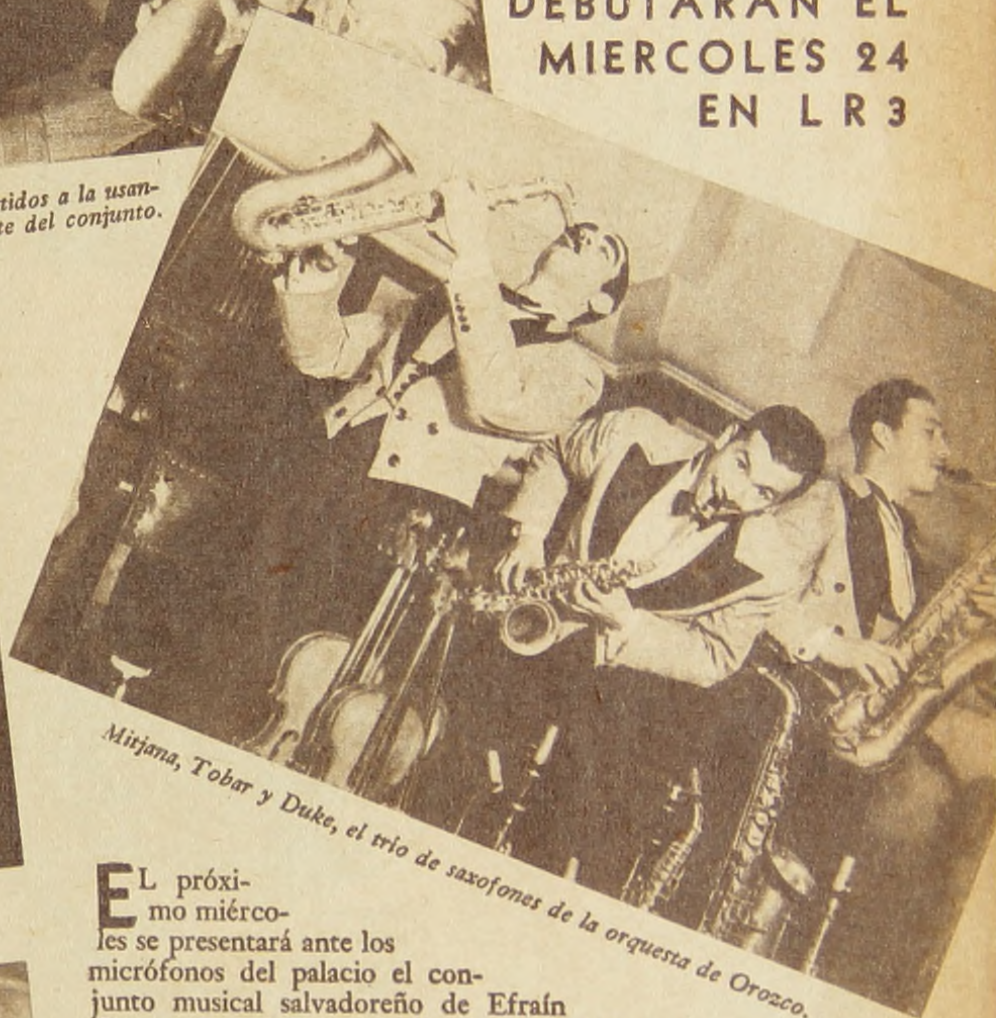 DEBUTARAN EL
MIERCOLES 24
EN LR3
tidos a la usan-
te del conjunto.
Mitjana, Tobar y Duke, el trío de saxofones de la orquesta de Orozco.
EL próxi-
mo miérco-
les se presentará ante los
micrófonos del palacio el con-
junto musical salvadoreño de Efraín